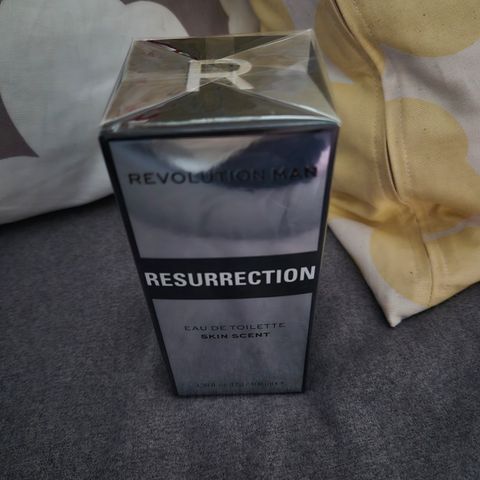 R
REVOLUTION MAN
RESURRECTION
EAU DE TOILETTE
SKIN SCENT